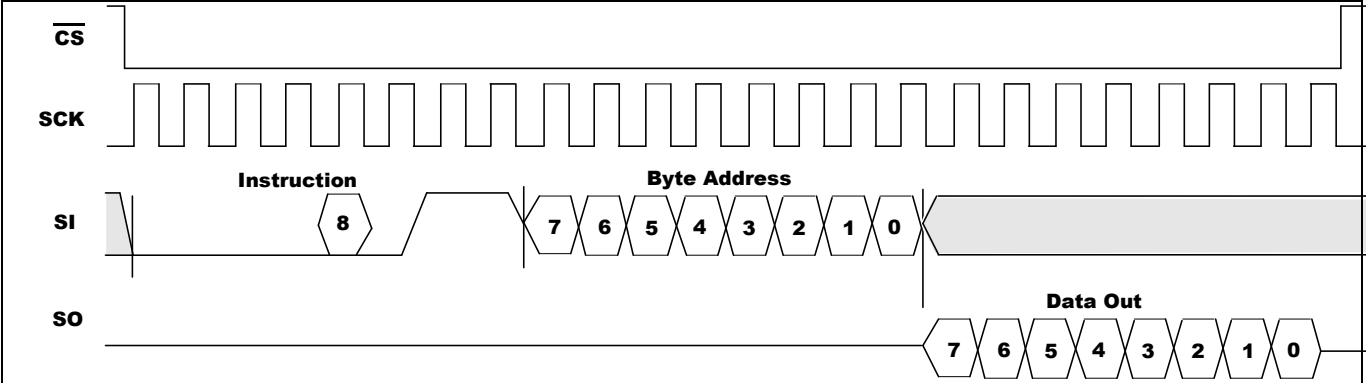 CS
SCK
Instruction
Byte Address
SI
8
7 6 5 4 3 2 1 0
Data Out
SO
7 6 5 4 3 2 1 0